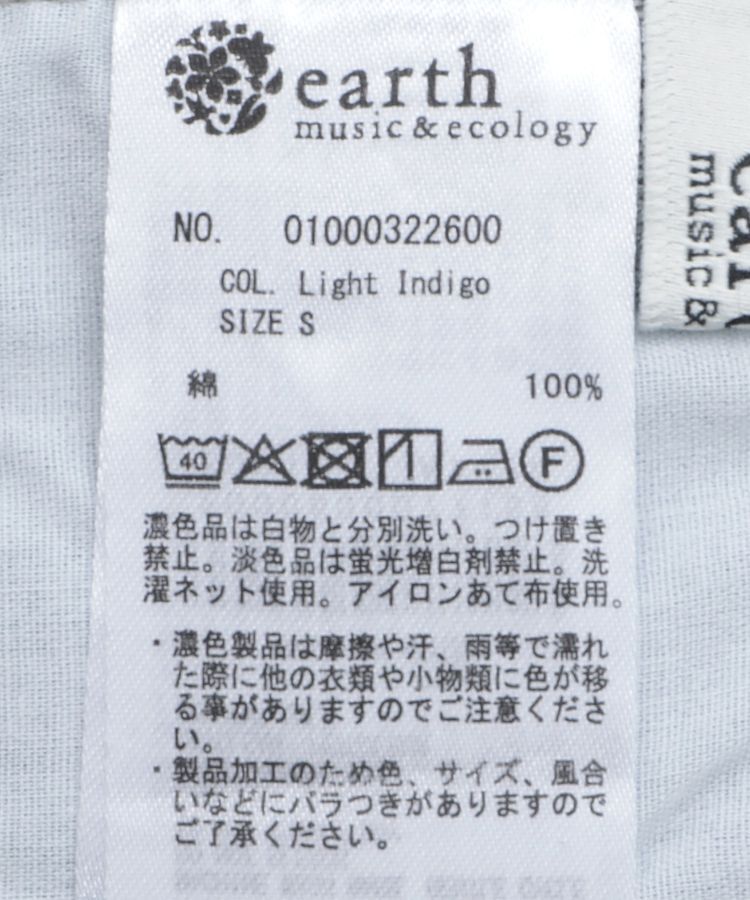 earth
music & ecology
NO. 01000322600
COL. Light Indigo
SIZE S
綿 100%
40 F
濃色品は白物と分別洗い。つけ置き
禁止。淡色品は蛍光増白剤禁止。洗
濯ネット使用。アイロンあて布使用。
・濃色製品は摩擦や汗、雨等で濡れ
た際に他の衣類や小物類に色が移
る事がありますのでご注意くださ
い。
・製品加工のため色、サイズ、風合
いなどにバラつきがありますので
ご了承ください。
music &